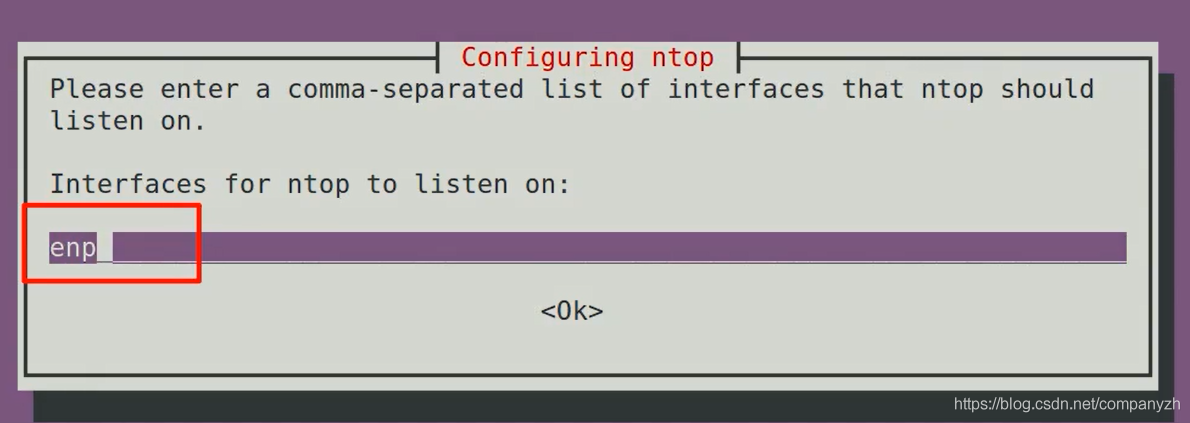 Configuring ntop
Please enter a comma-separated list of interfaces that ntop should
listen on.
Interfaces for ntop to listen on:
enp
<Ok>
https://blog.csdn.net/companyzh